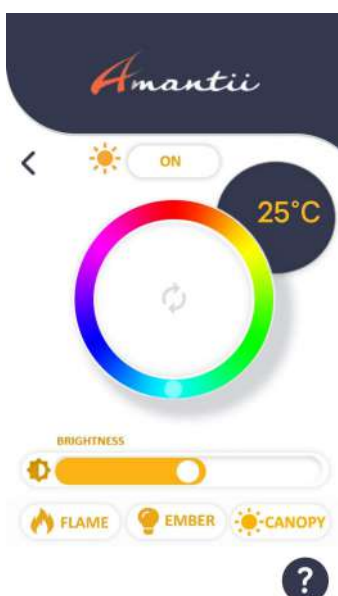 Amantii
ON
25°C
BRIGHTNESS
FLAME
EMBER
CANOPY
?